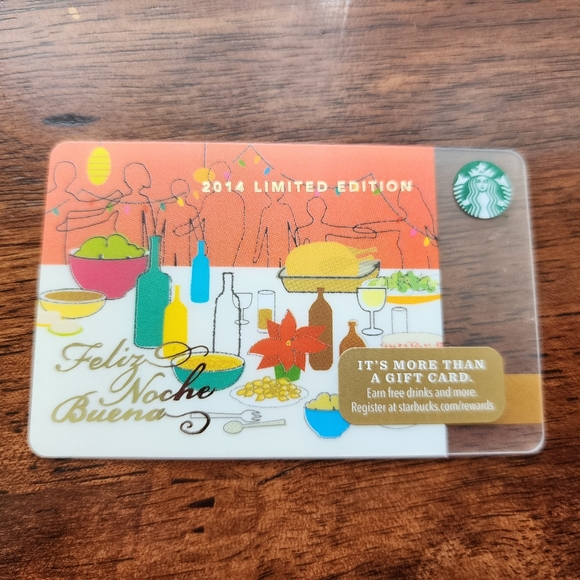 2014 LIMITED EDITION
Feliz
Noche
Buena
IT'S MORE THAN
A GIFT CARD.
Earn free drinks and more.
Register at starbucks.com/rewards